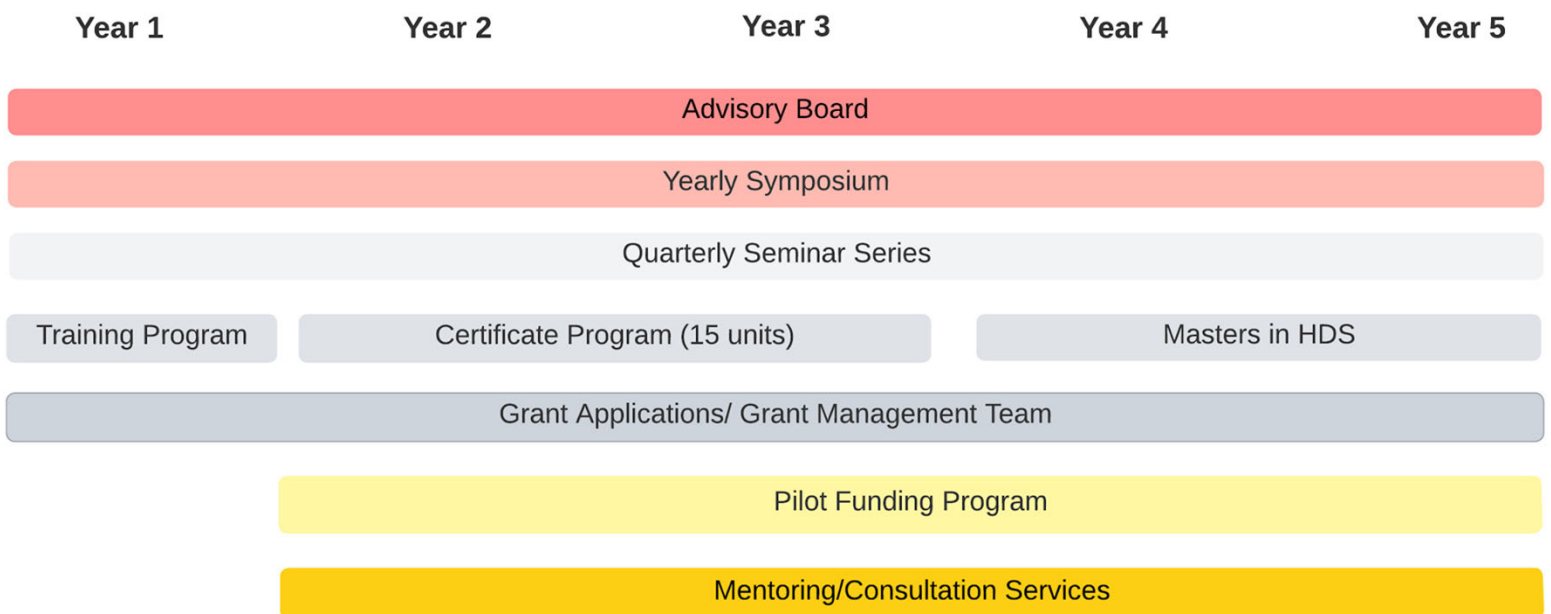 Year 1 Year 2 Year 3 Year 4 Year 5
Advisory Board
Yearly Symposium
Quarterly Seminar Series
Training Program Certificate Program (15 units) Masters in HDS
Grant Applications/ Grant Management Team
Pilot Funding Program
Mentoring/Consultation Services